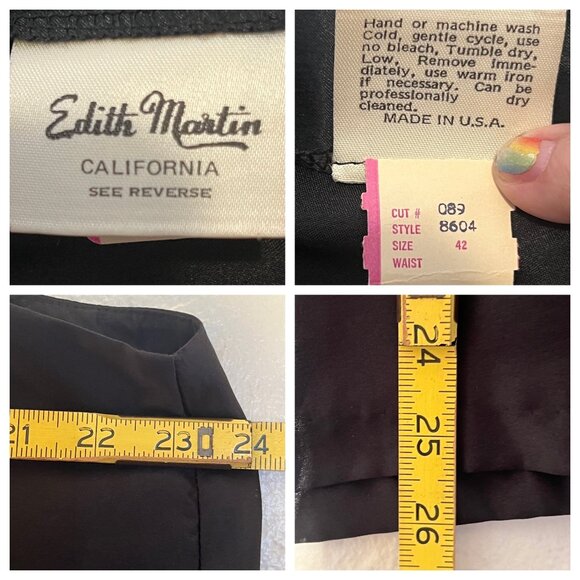 Edith Martin
CALIFORNIA
SEE REVERSE
Hand or machine wash
Cold, gentle cycle, use
no bleach, Tumble dry,
Low, Remove imme-
diately, use warm iron
if necessary. Can be
professionally dry
cleaned.
MADE IN U.S.A.
CUT # 089
STYLE 8604
SIZE 42
WAIST
21 22 23 24
24
25
26